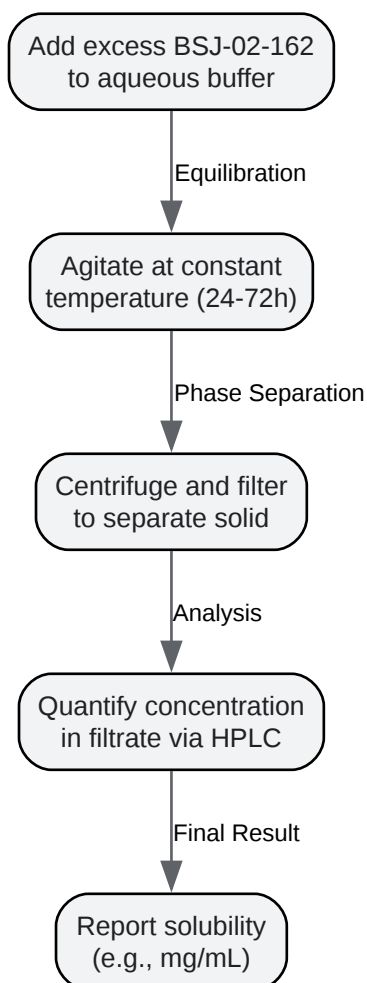 Add excess BSJ-02-162
to aqueous buffer
Equilibration
Agitate at constant
temperature (24-72h)
Phase Separation
Centrifuge and filter
to separate solid
Analysis
Quantify concentration
in filtrate via HPLC
Final Result
Report solubility
(e.g., mg/mL)